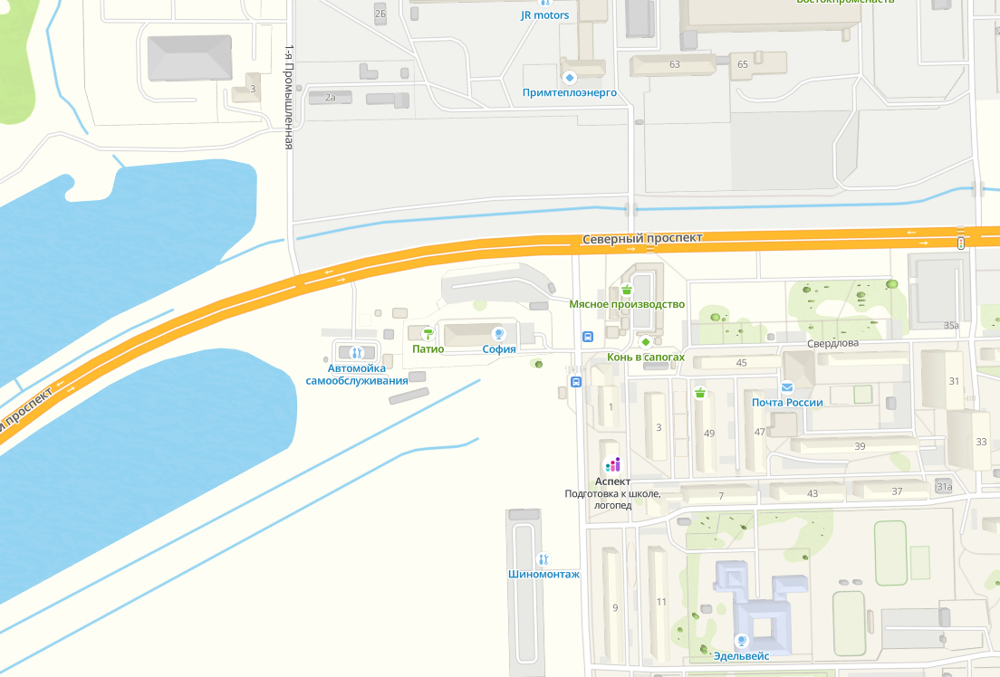 Востокпромснасть
JR motors
2Б
63
65
3
2а
Примтеплоэнерго
1-я Промышленная
Северный проспект
Мясное производство
35а
Свердлова
Патио
София
Конь в сапогах
Автомойка
самообслуживания
45
31
Почта России
й проспект
1
3
49
47
33
39
Аспект
Подготовка к школе,
логопед
7
43
37
31а
Шиномонтаж
9
11
Эдельвейс